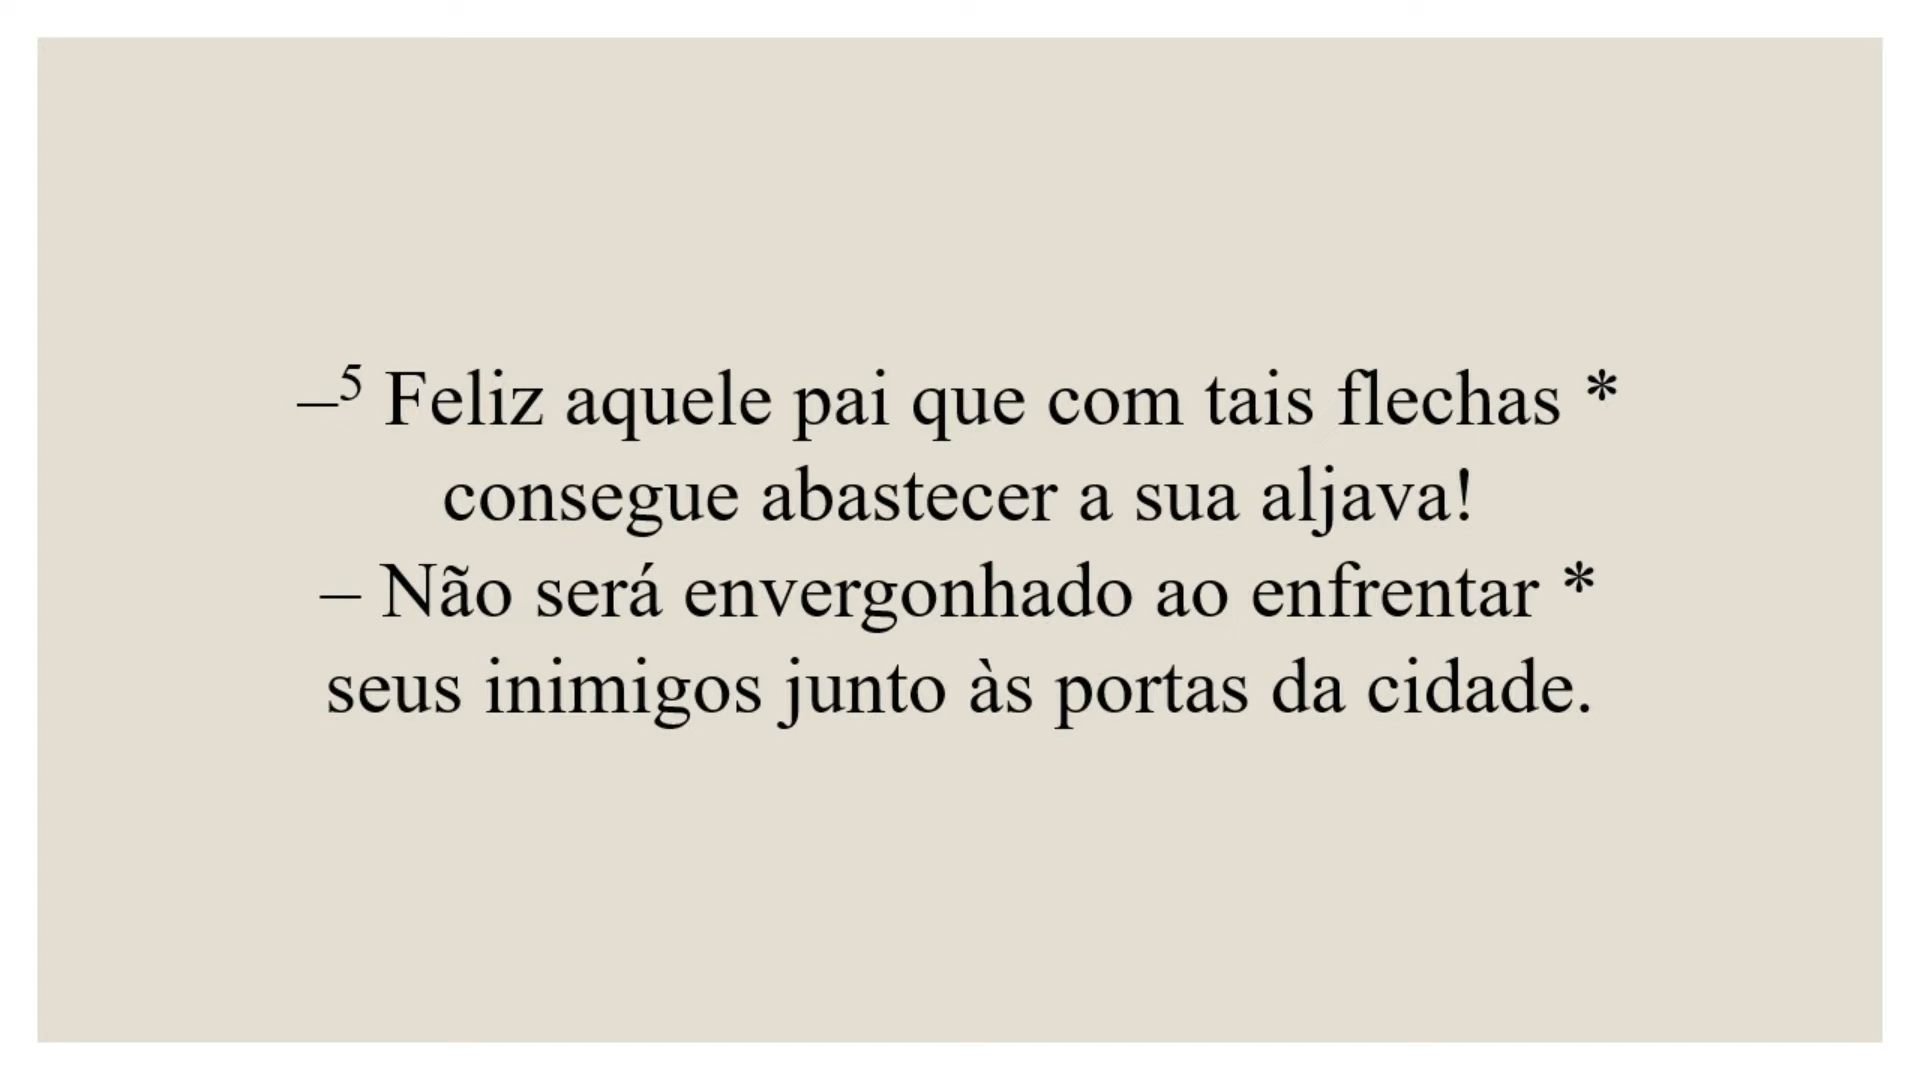 –⁵ Feliz aquele pai que com tais flechas *
consegue abastecer a sua aljava!
– Não será envergonhado ao enfrentar *
seus inimigos junto às portas da cidade.